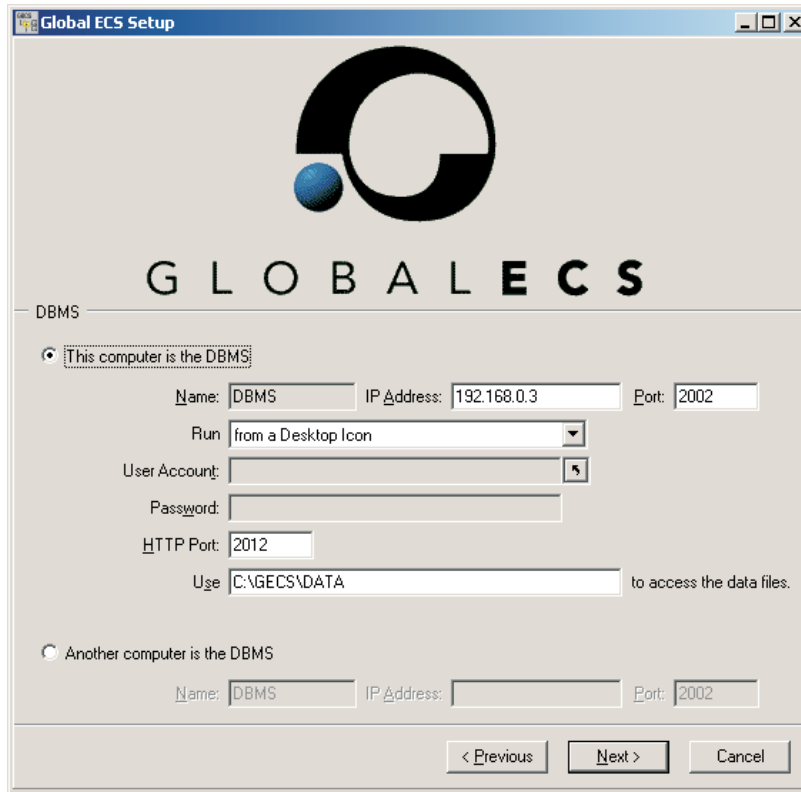 Global ECS Setup
GLOBALECS
DBMS
This computer is the DBMS
Name: DBMS IP Address: 192.168.0.3 Port: 2002
Run from a Desktop Icon
User Account:
Password:
HTTP Port: 2012
Use C:\GECS\DATA to access the data files.
Another computer is the DBMS
Name: DBMS IP Address: Port: 2002
< Previous Next > Cancel